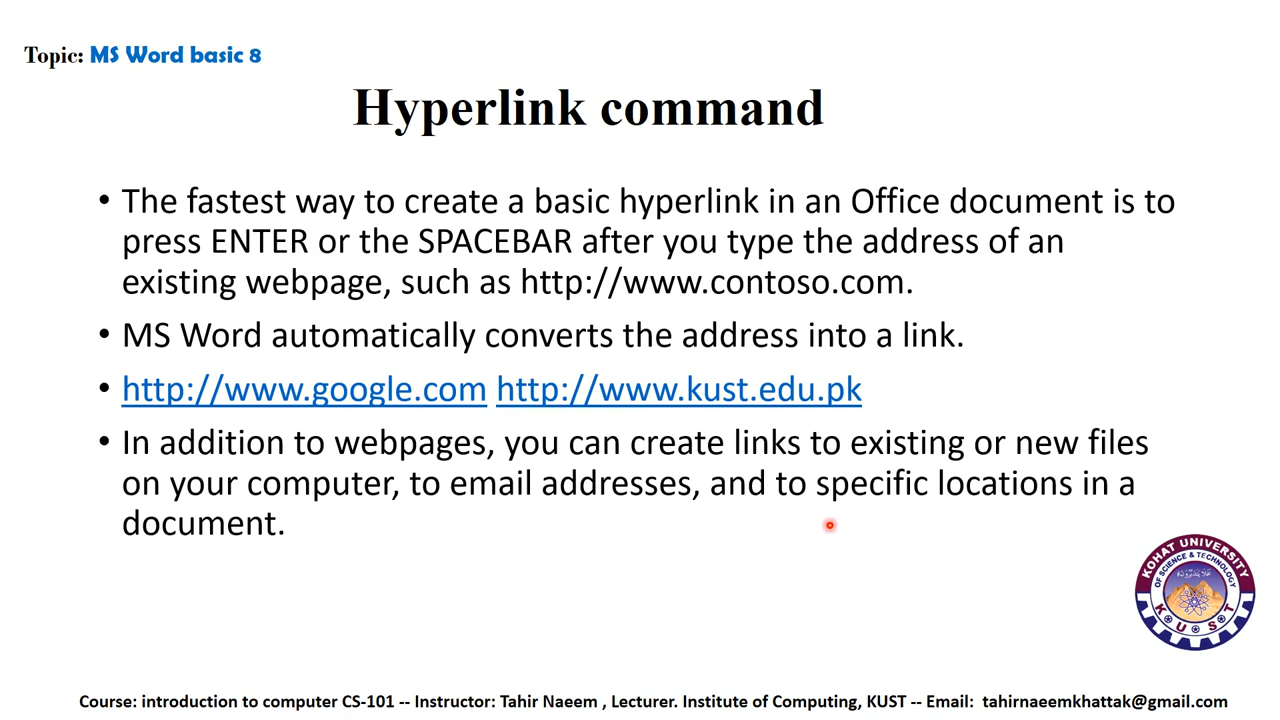 Topic: MS Word basic 8
Hyperlink command
• The fastest way to create a basic hyperlink in an Office document is to
press ENTER or the SPACEBAR after you type the address of an
existing webpage, such as http://www.contoso.com.
• MS Word automatically converts the address into a link.
• http://www.google.com http://www.kust.edu.pk
• In addition to webpages, you can create links to existing or new files
on your computer, to email addresses, and to specific locations in a
document.
KOHAT UNIVERSITY
OF SCIENCE & TECHNOLOGY
K U S T
Course: introduction to computer CS-101 -- Instructor: Tahir Naeem , Lecturer. Institute of Computing, KUST -- Email: tahirnaeemkhattak@gmail.com